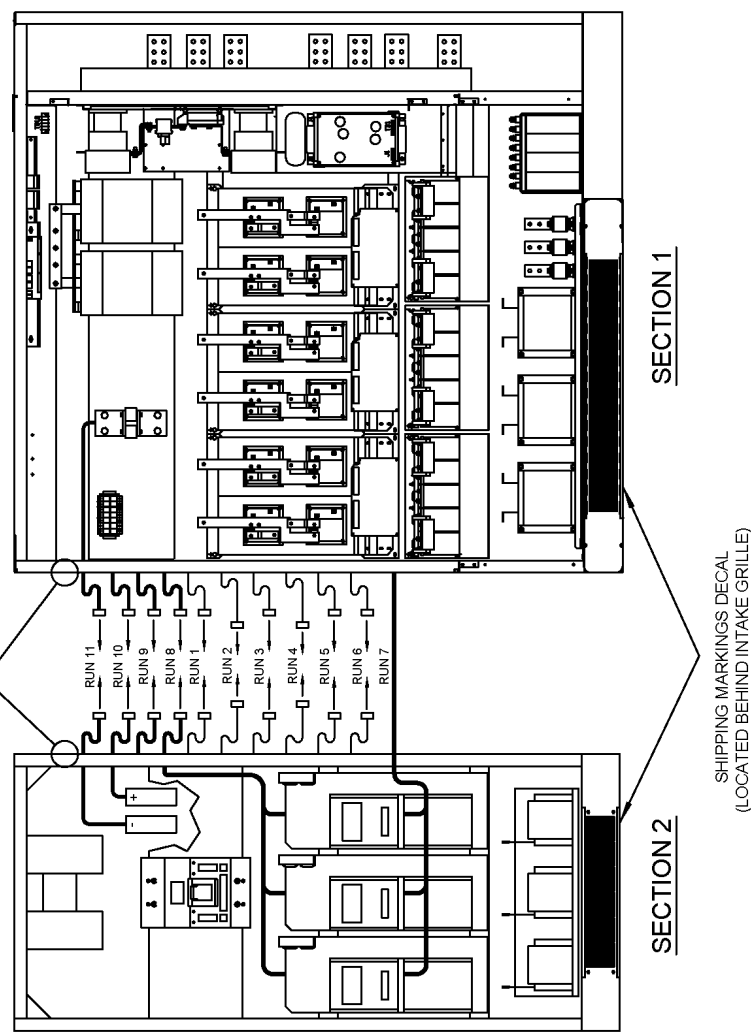 SECTION 1
RUN 11
RUN 10
RUN 9
RUN 8
RUN 1
RUN 2
RUN 3
RUN 4
RUN 5
RUN 6
RUN 7
SHIPPING MARKINGS DECAL
(LOCATED BEHIND INTAKE GRILLE)
+
-
SECTION 2